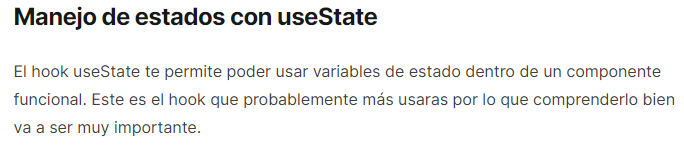 Manejo de estados con useState
El hook useState te permite poder usar variables de estado dentro de un componente
funcional. Este es el hook que probablemente más usaras por lo que comprenderlo bien
va a ser muy importante.